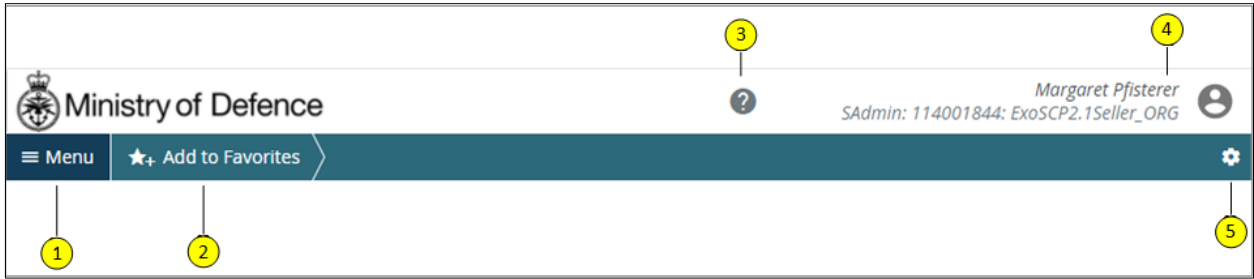 3
4
Ministry of Defence
?
Margaret Pfisterer
SAdmin: 114001844: ExoSCP2.1Seller_ORG
Menu
Add to Favorites
1
2
5